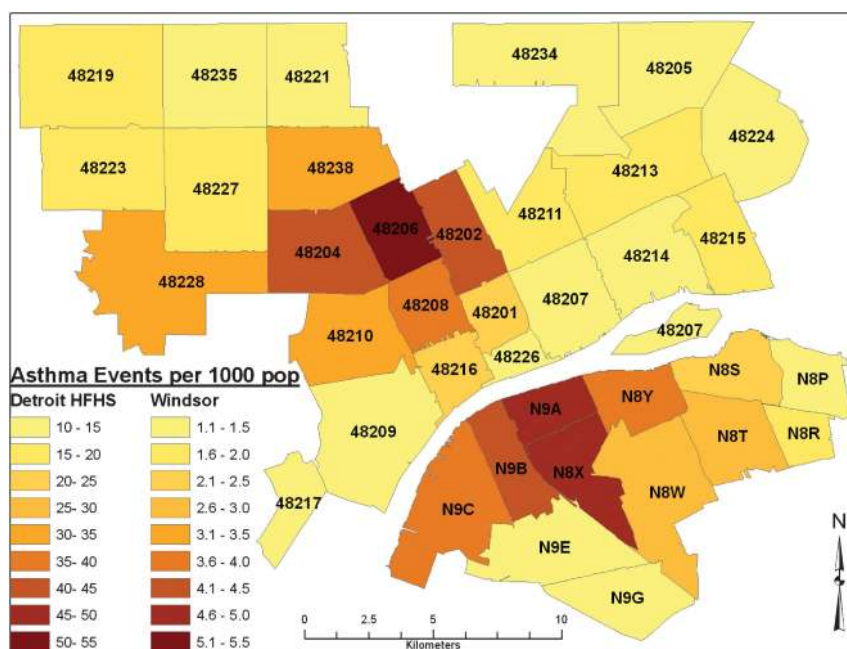 48219
48235
48221
48234
48205
48224
48223
48227
48238
48213
48206
48202
48211
48204
48215
48228
48214
48208
48201
48207
48210
48207
48226
48216
48209
48217
N8S
N8P
N9A
N8Y
N8R
N8T
N9B
N8X
N8W
N9C
N9E
N9G
Asthma Events per 1000 pop
Detroit HFHS Windsor
10 - 15 1.1 - 1.5
15 - 20 1.6 - 2.0
20 - 25 2.1 - 2.5
25 - 30 2.6 - 3.0
30 - 35 3.1 - 3.5
35 - 40 3.6 - 4.0
40 - 45 4.1 - 4.5
45 - 50 4.6 - 5.0
50- 55 5.1 - 5.5
N
0 2.5 5 10
Kilometers